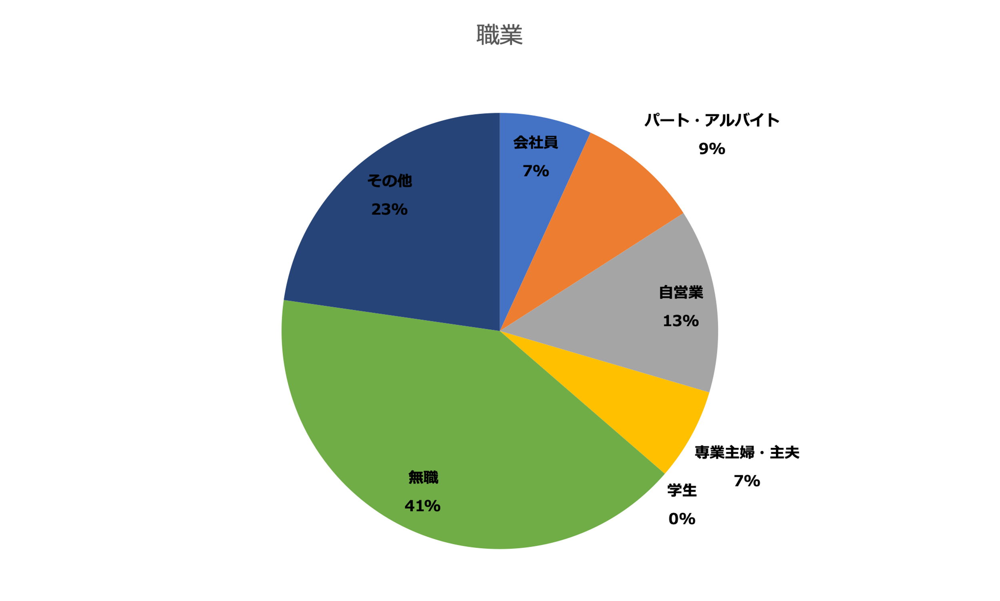 職業
会社員
7%
パート・アルバイト
9%
自営業
13%
専業主婦・主夫
7%
学生
0%
無職
41%
その他
23%